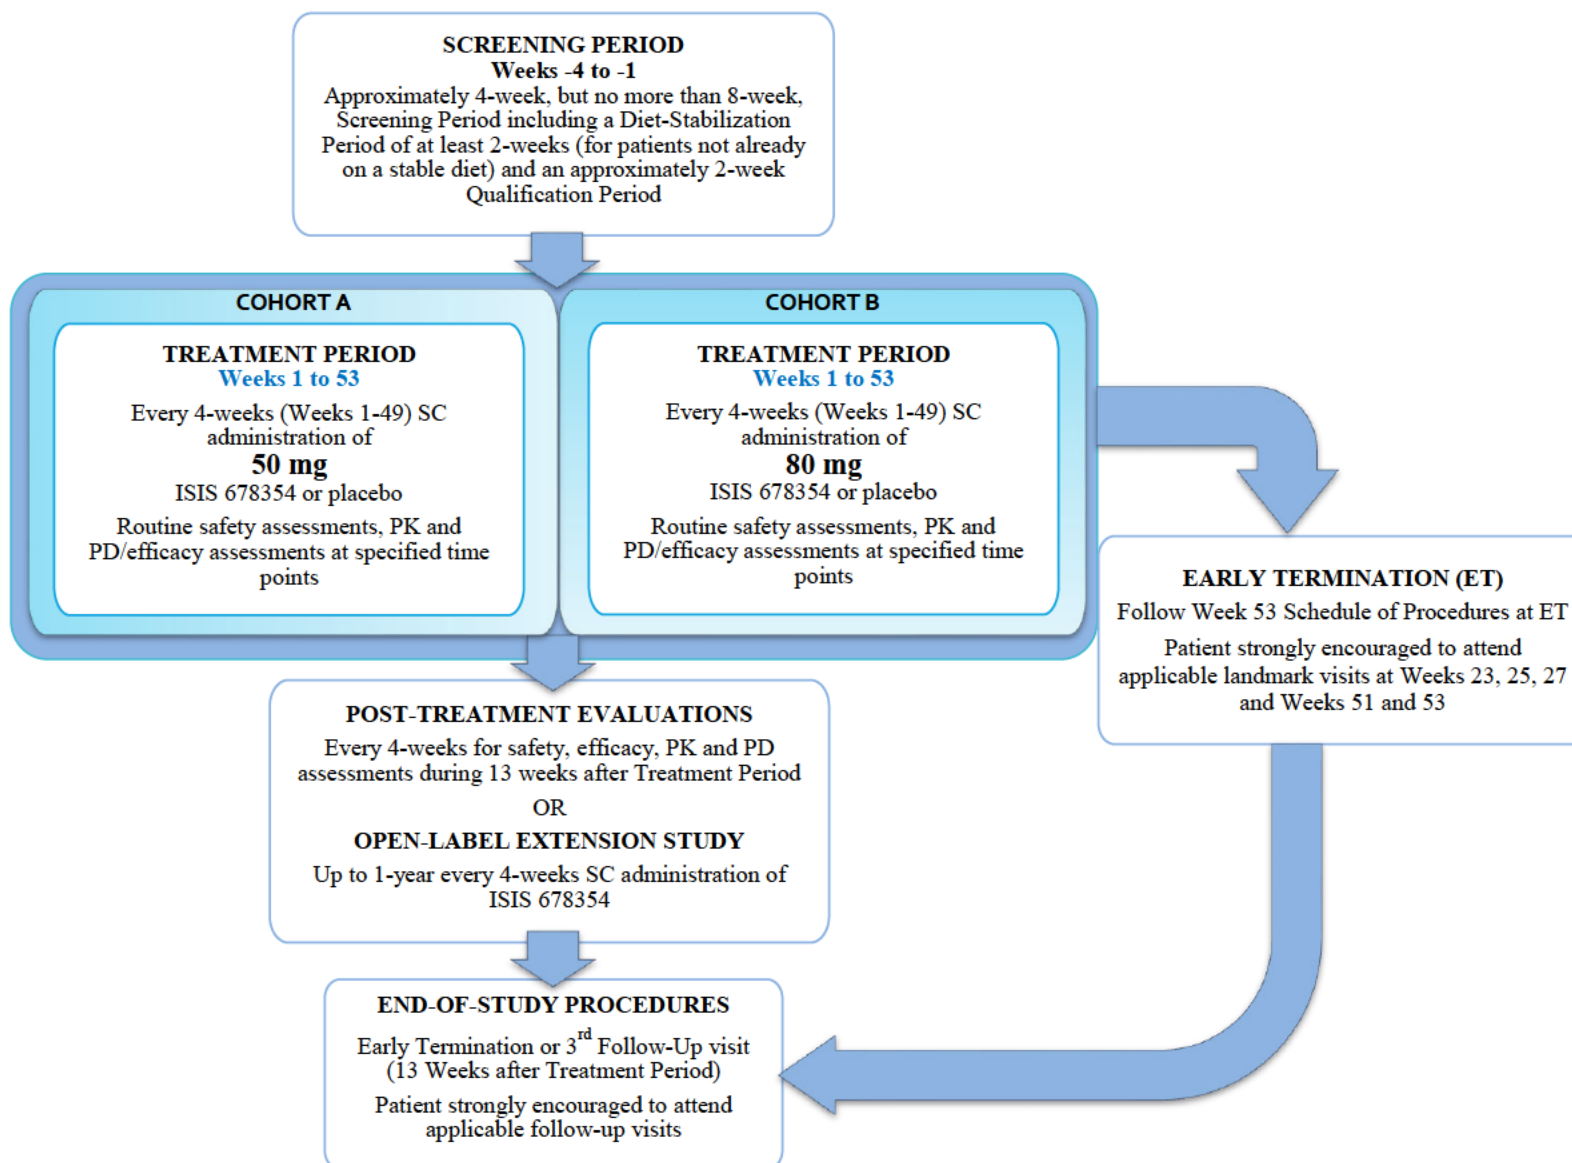 SCREENING PERIOD
Weeks -4 to -1
Approximately 4-week, but no more than 8-week,
Screening Period including a Diet-Stabilization
Period of at least 2-weeks (for patients not already
on a stable diet) and an approximately 2-week
Qualification Period
COHORT A
TREATMENT PERIOD
Weeks 1 to 53
Every 4-weeks (Weeks 1-49) SC
administration of
50 mg
ISIS 678354 or placebo
Routine safety assessments, PK and
PD/efficacy assessments at specified time
points
COHORT B
TREATMENT PERIOD
Weeks 1 to 53
Every 4-weeks (Weeks 1-49) SC
administration of
80 mg
ISIS 678354 or placebo
Routine safety assessments, PK and
PD/efficacy assessments at specified time
points
EARLY TERMINATION (ET)
Follow Week 53 Schedule of Procedures at ET
Patient strongly encouraged to attend
applicable landmark visits at Weeks 23, 25, 27
and Weeks 51 and 53
POST-TREATMENT EVALUATIONS
Every 4-weeks for safety, efficacy, PK and PD
assessments during 13 weeks after Treatment Period
OR
OPEN-LABEL EXTENSION STUDY
Up to 1-year every 4-weeks SC administration of
ISIS 678354
END-OF-STUDY PROCEDURES
Early Termination or 3rd Follow-Up visit
(13 Weeks after Treatment Period)
Patient strongly encouraged to attend
applicable follow-up visits